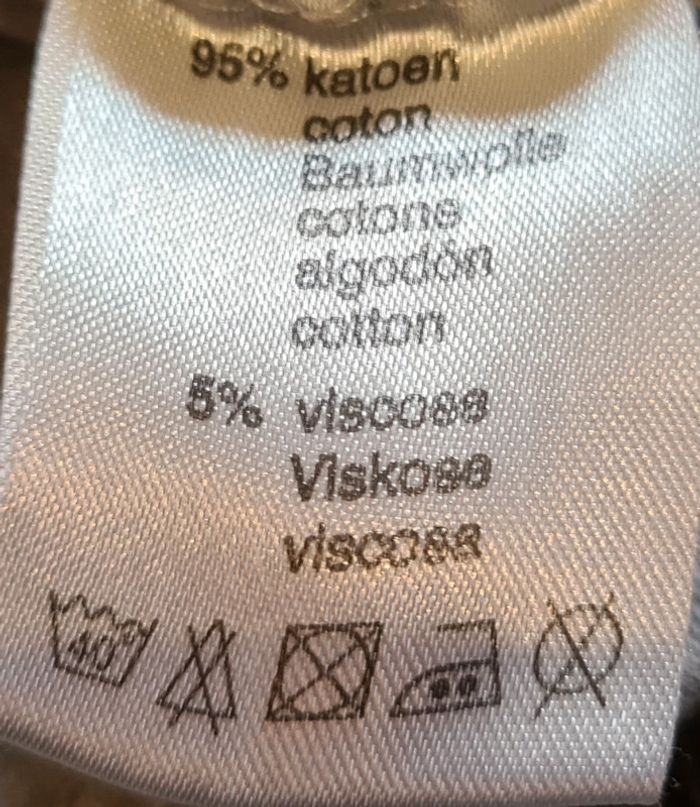 95% katoen
coton
Baumwolle
cotone
algodón
cotton
5% viscose
Viskose
viscosa
40°